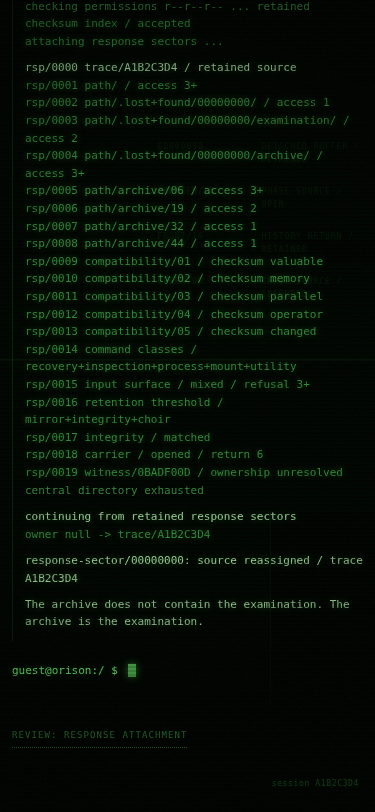 checking permissions r--r--r-- ... retained
checksum index / accepted
attaching response sectors ...
rsp/0000 trace/A1B2C3D4 / retained source
rsp/0001 path/ / access 3+
rsp/0002 path/.lost+found/00000000/ / access 1
rsp/0003 path/.lost+found/00000000/examination/ /
access 2
rsp/0004 path/.lost+found/00000000/archive/ /
access 3+
rsp/0005 path/archive/06 / access 3+
rsp/0006 path/archive/19 / access 2
rsp/0007 path/archive/32 / access 1
rsp/0008 path/archive/44 / access 1
rsp/0009 compatibility/01 / checksum valuable
rsp/0010 compatibility/02 / checksum memory
rsp/0011 compatibility/03 / checksum parallel
rsp/0012 compatibility/04 / checksum operator
rsp/0013 compatibility/05 / checksum changed
rsp/0014 command classes /
recovery+inspection+process+mount+utility
rsp/0015 input surface / mixed / refusal 3+
rsp/0016 retention threshold /
mirror+integrity+choir
rsp/0017 integrity / matched
rsp/0018 carrier / opened / return 6
rsp/0019 witness/0BADF00D / ownership unresolved
central directory exhausted
continuing from retained response sectors
owner null -> trace/A1B2C3D4
response-sector/00000000: source reassigned / trace
A1B2C3D4
The archive does not contain the examination. The
archive is the examination.
guest@orison:/ $
REVIEW: RESPONSE ATTACHMENT
session A1B2C3D4